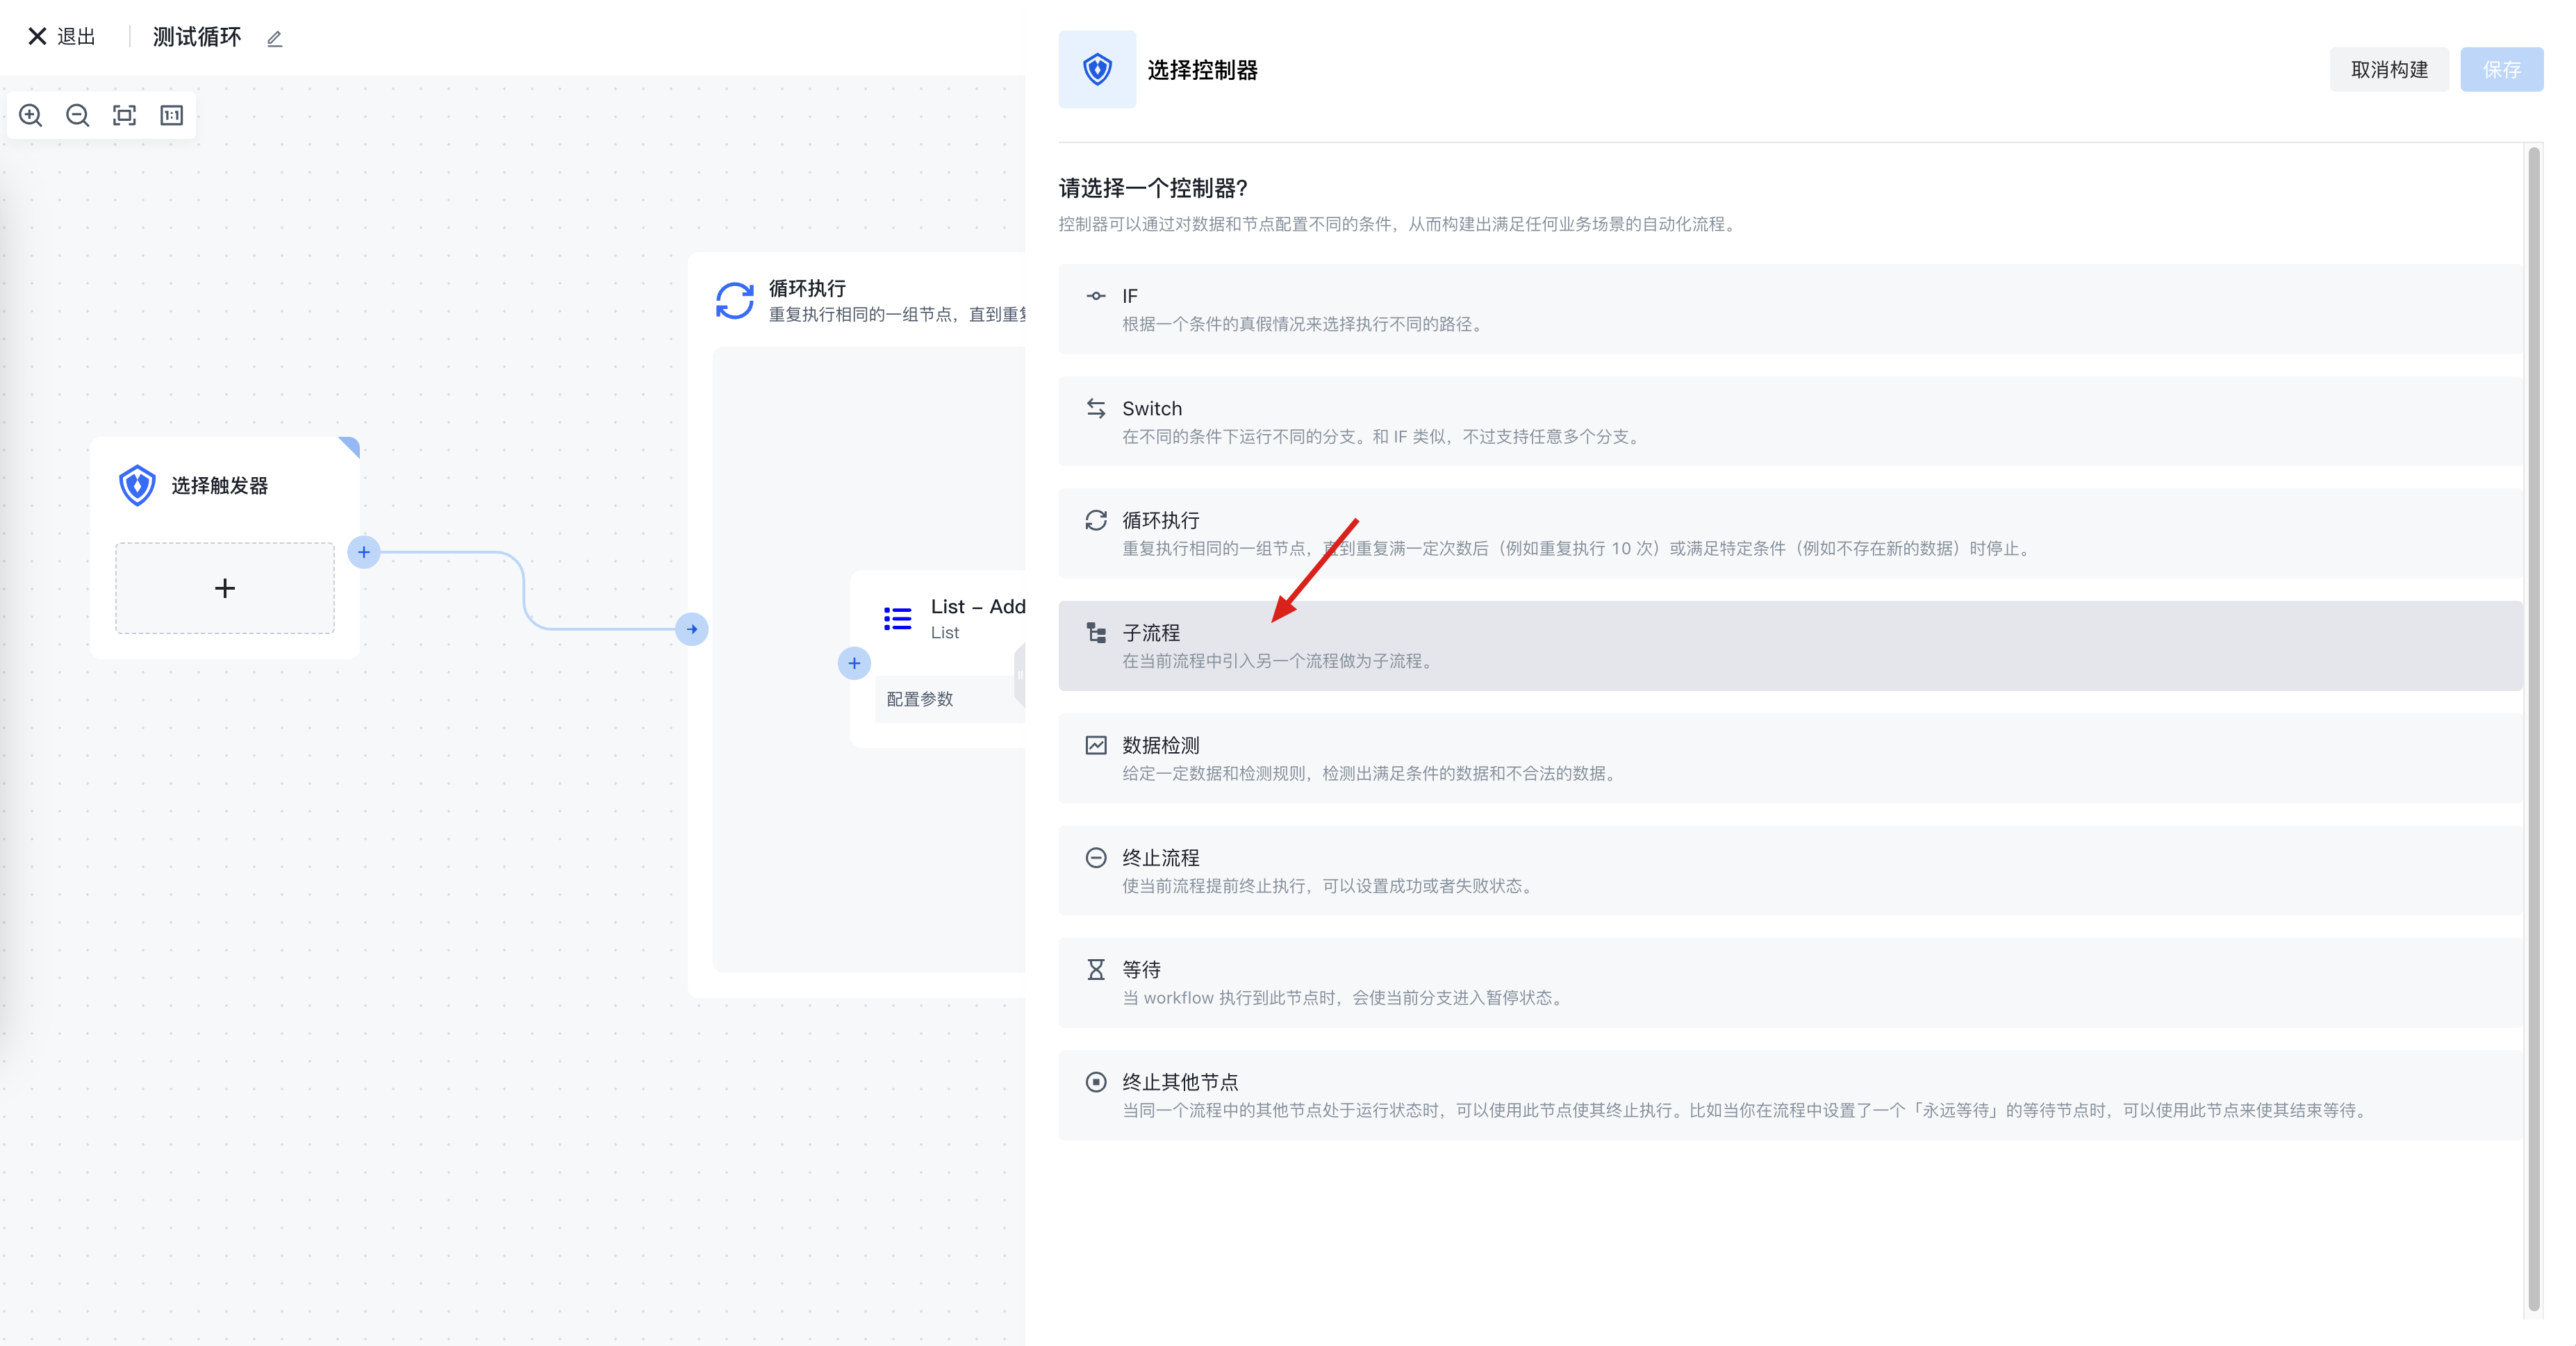 退出
测试循环
1:1
选择触发器
循环执行
重复执行相同的一组节点，直到重复
List – Add
List
配置参数
选择控制器
取消构建
保存
请选择一个控制器?
控制器可以通过对数据和节点配置不同的条件，从而构建出满足任何业务场景的自动化流程。
IF
根据一个条件的真假情况来选择执行不同的路径。
Switch
在不同的条件下运行不同的分支。和 IF 类似，不过支持任意多个分支。
循环执行
重复执行相同的一组节点，直到重复满一定次数后（例如重复执行 10 次）或满足特定条件（例如不存在新的数据）时停止。
子流程
在当前流程中引入另一个流程做为子流程。
数据检测
给定一定数据和检测规则，检测出满足条件的数据和不合法的数据。
终止流程
使当前流程提前终止执行，可以设置成功或者失败状态。
等待
当 workflow 执行到此节点时，会使当前分支进入暂停状态。
终止其他节点
当同一个流程中的其他节点处于运行状态时，可以使用此节点使其终止执行。比如当你在流程中设置了一个「永远等待」的等待节点时，可以使用此节点来使其结束等待。